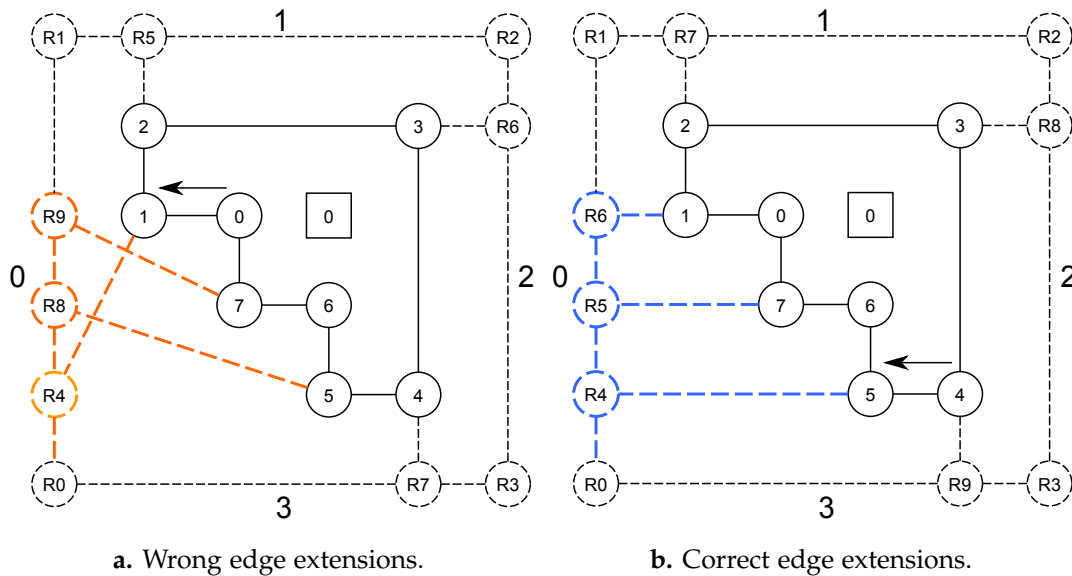 1 1
R1 R5 R2 R1 R7 R2
2 3 R6 2 3 R8
R9 1 0 0 R6 1 0 0
0 2 0 2
R8 7 6 R5 7 6
R4 5 4 R4 5 4
R0 R7 R3 R0 R9 R3
3 3
a. Wrong edge extensions. b. Correct edge extensions.